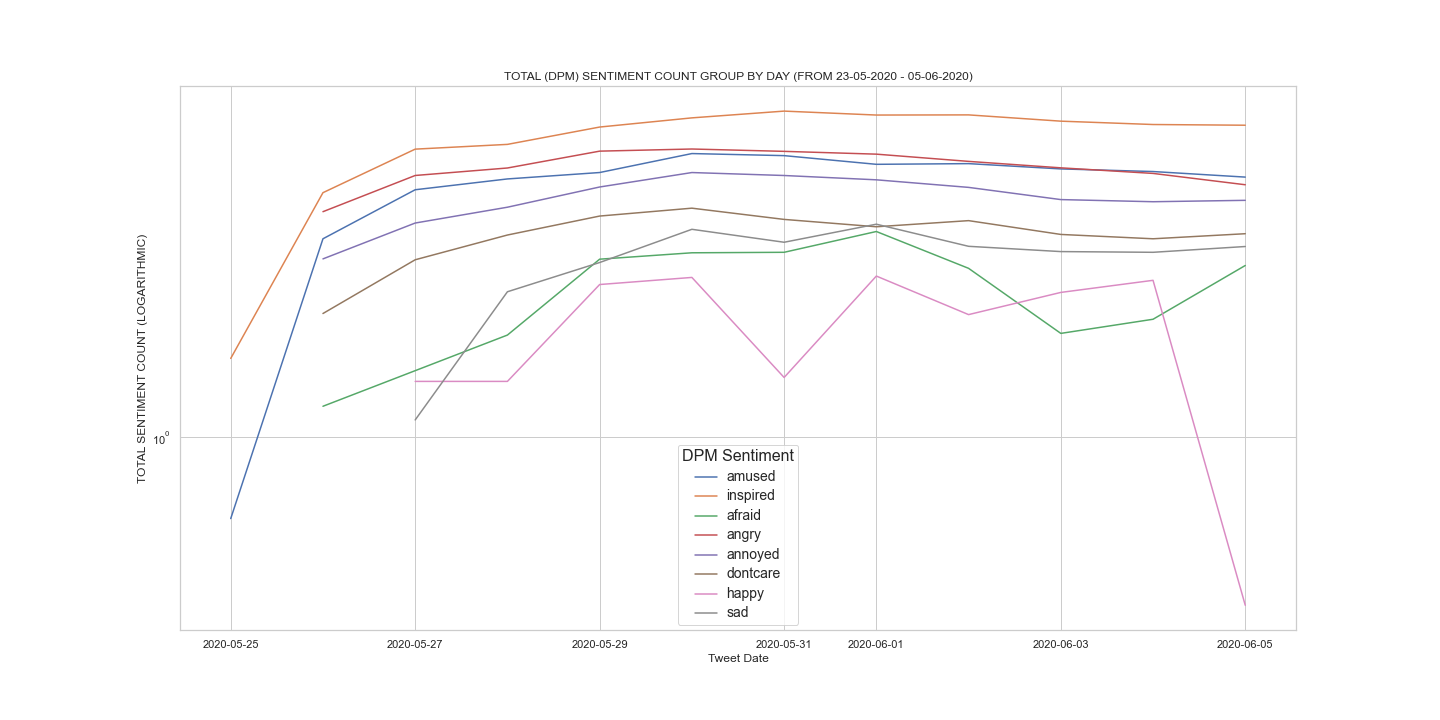 TOTAL (DPM) SENTIMENT COUNT GROUP BY DAY (FROM 23-05-2020 - 05-06-2020)
TOTAL SENTIMENT COUNT (LOGARITHMIC)
10⁰
DPM Sentiment
amused
inspired
afraid
angry
annoyed
dontcare
happy
sad
2020-05-25 2020-05-27 2020-05-29 2020-05-31 2020-06-01 2020-06-03 2020-06-05
Tweet Date